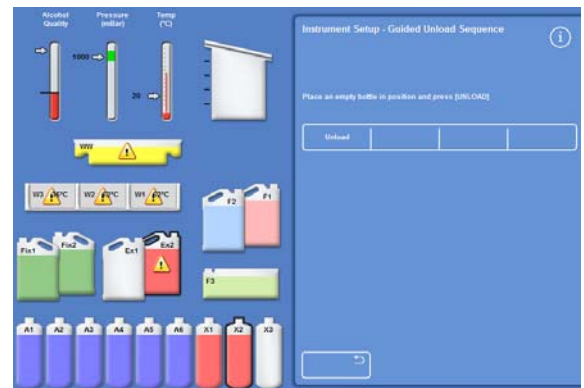 Alcohol Quality
Pressure (mBar)
Temp (°C)
1000
20
WW
W3
W2
W1
F2
F1
Fix1
Fix2
Ex1
Ex2
F3
A1 A2 A3 A4 A5 A6 X1 X2 X3
Instrument Setup - Guided Unload Sequence
i
Place an empty bottle in position and press [UNLOAD]
Unload